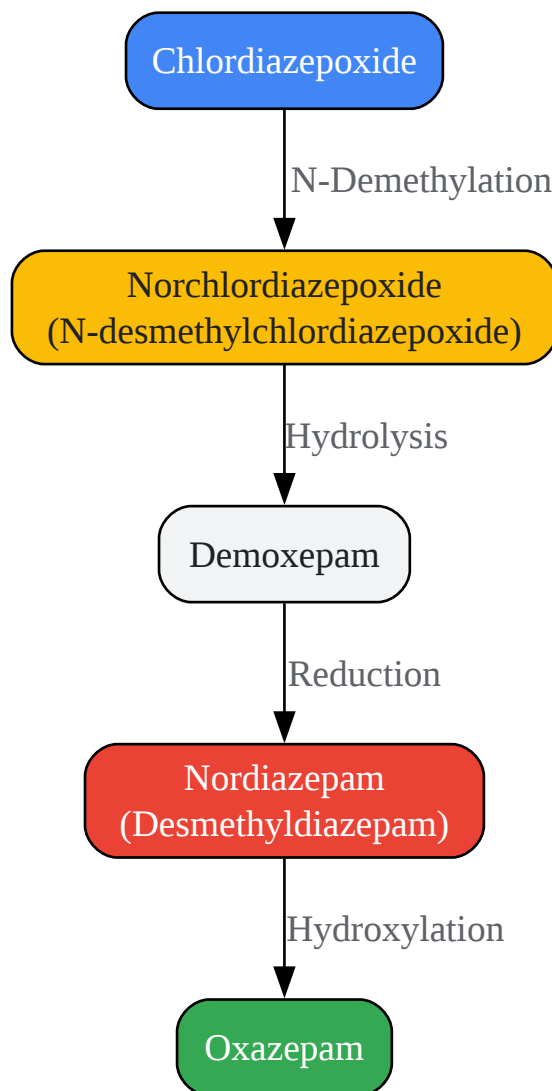 Chlordiazepoxide
N-Demethylation
Norchlordiazepoxide
(N-desmethylchlordiazepoxide)
Hydrolysis
Demoxepam
Reduction
Nordiazepam
(Desmethyldiazepam)
Hydroxylation
Oxazepam